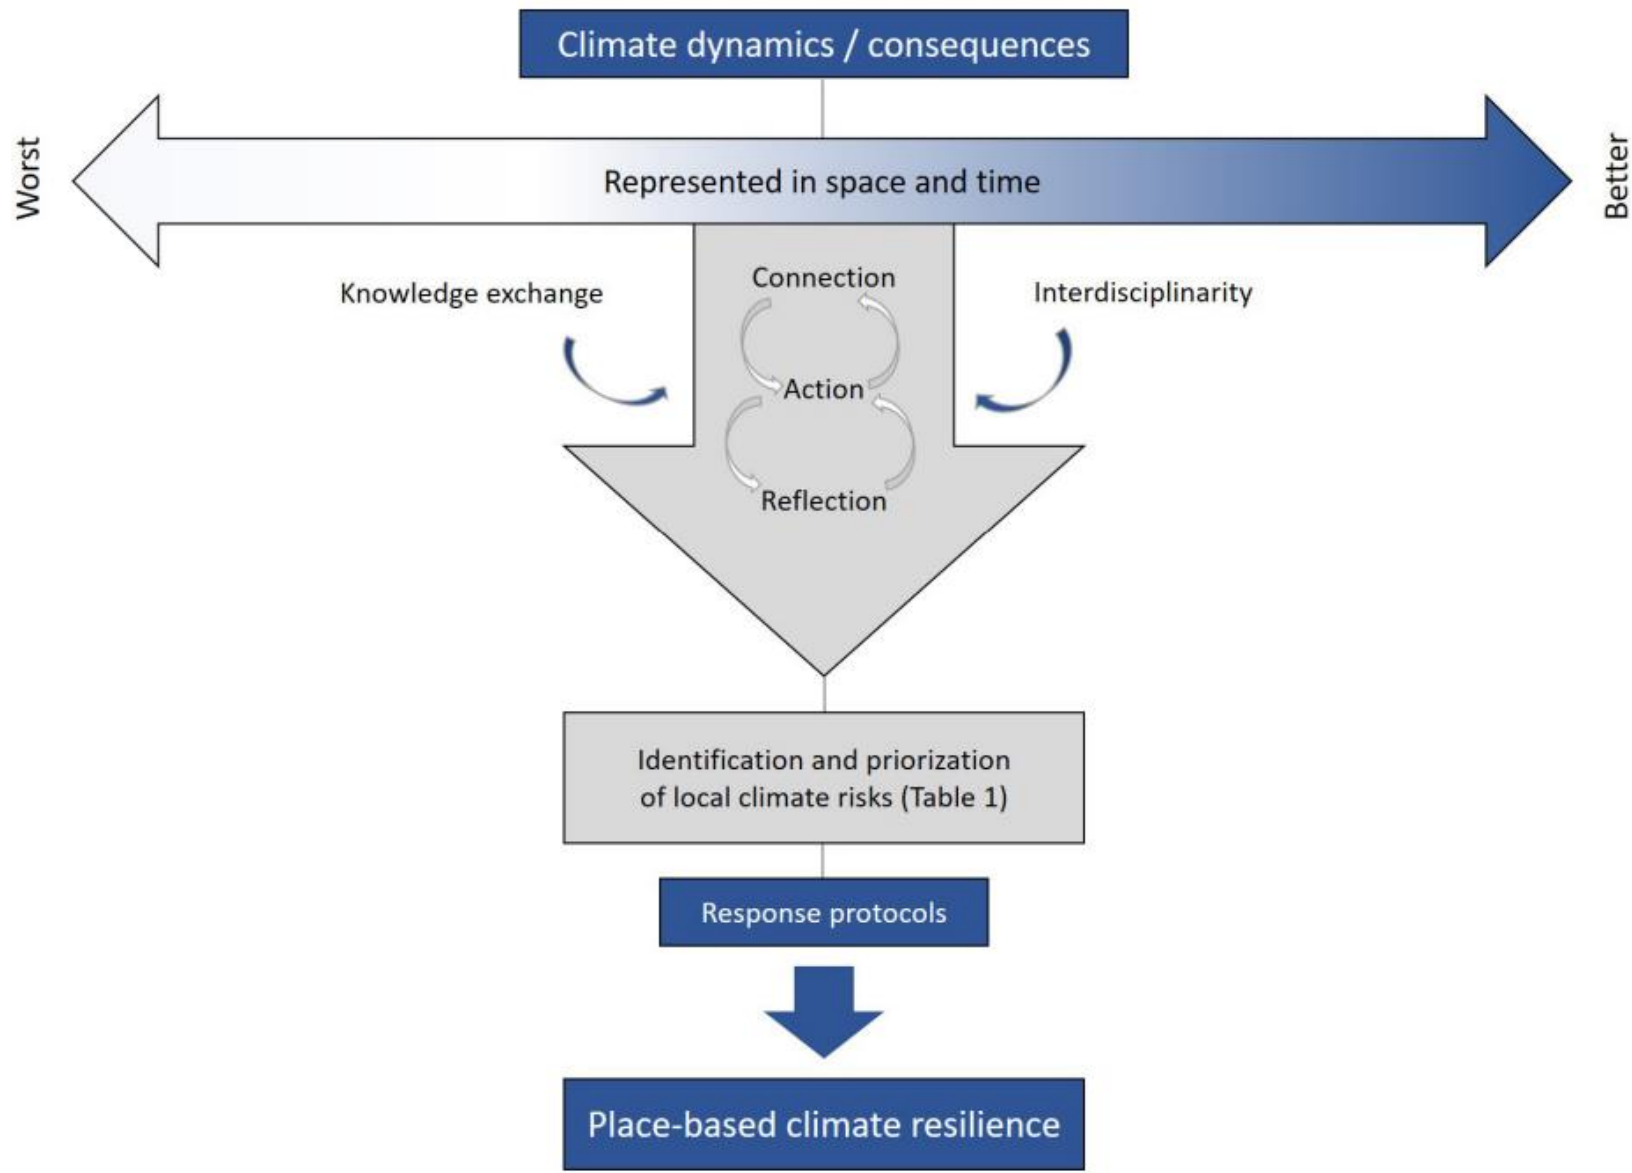 Climate dynamics / consequences
Worst
Represented in space and time
Better
Knowledge exchange
Connection
Interdisciplinarity
Action
Reflection
Identification and priorization
of local climate risks (Table 1)
Response protocols
Place-based climate resilience